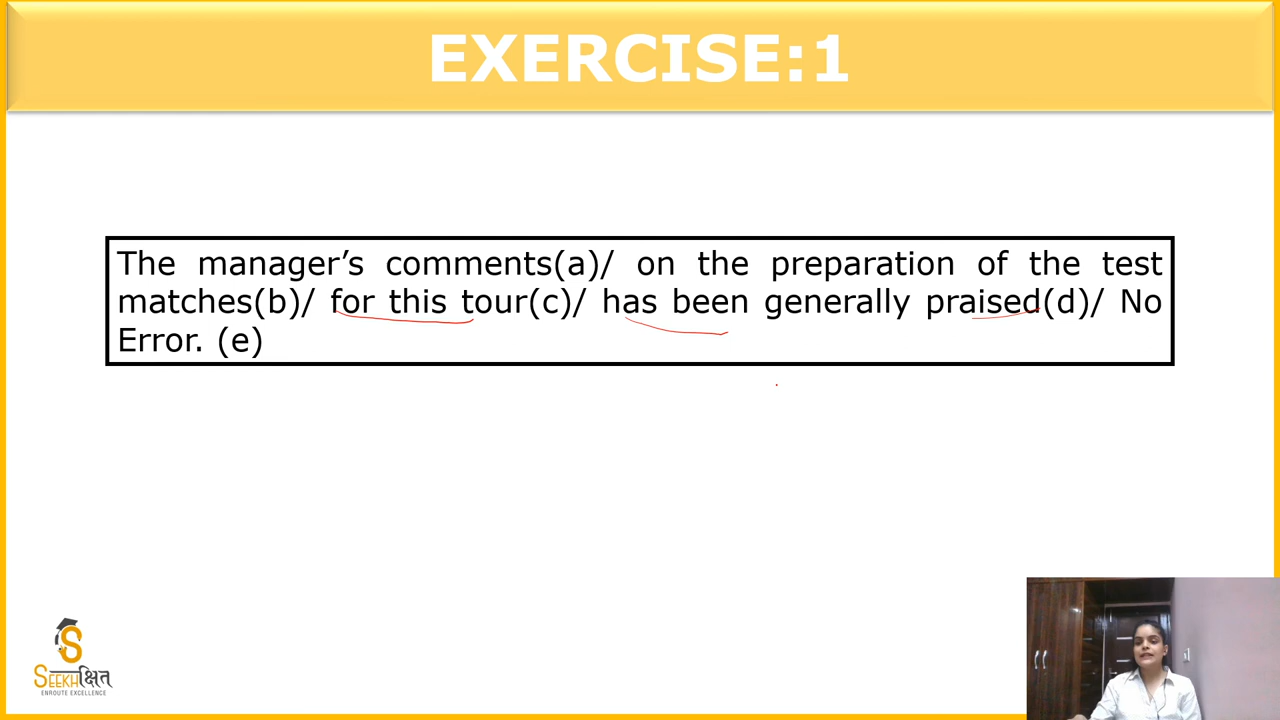 EXERCISE:1
The manager’s comments(a)/ on the preparation of the test
matches(b)/ for this tour(c)/ has been generally praised(d)/ No
Error. (e)
S
SEEKHक्षित
ENROUTE EXCELLENCE